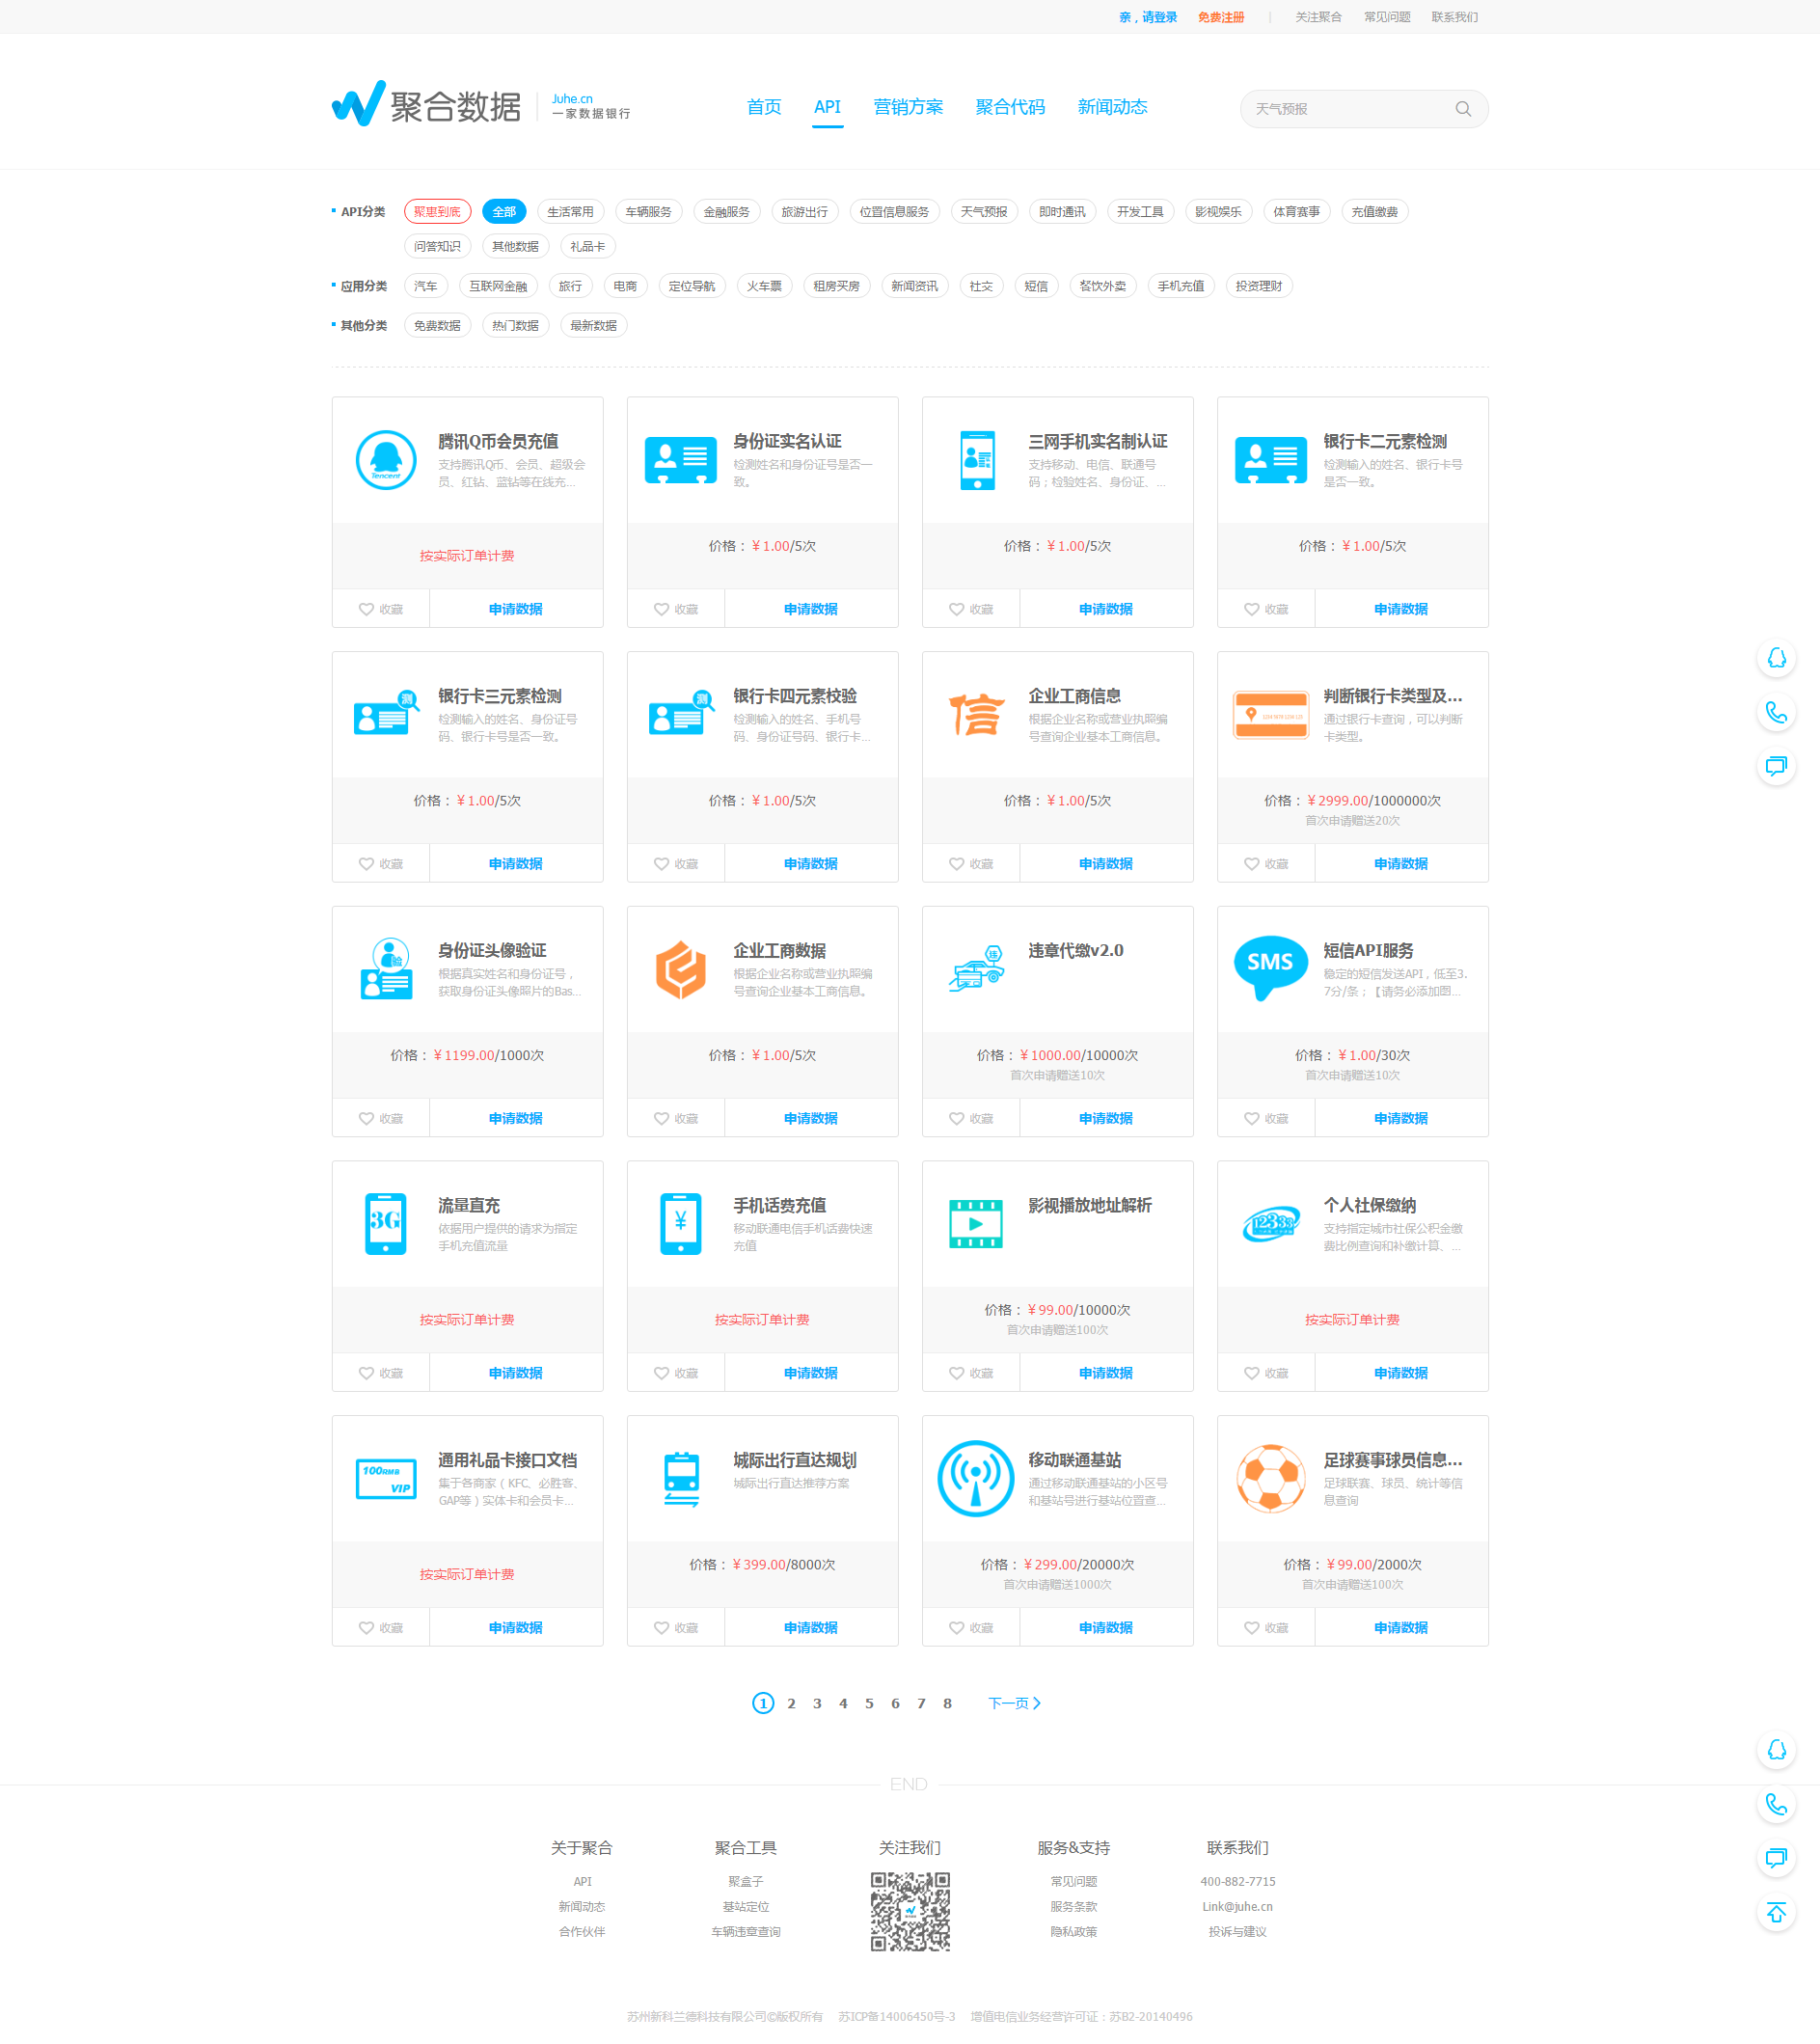 亲，请登录 免费注册 | 关注聚合 常见问题 联系我们
聚合数据 Juhe.cn
一家数据银行
首页 API 营销方案 聚合代码 新闻动态
天气预报
API分类 聚惠到底 全部 生活常用 车辆服务 金融服务 旅游出行 位置信息服务 天气预报 即时通讯 开发工具 影视娱乐 体育赛事 充值缴费
问答知识 其他数据 礼品卡
应用分类 汽车 互联网金融 旅行 电商 定位导航 火车票 租房买房 新闻资讯 社交 短信 餐饮外卖 手机充值 投资理财
其他分类 免费数据 热门数据 最新数据
Tencent
腾讯Q币会员充值
支持腾讯Q币、会员、超级会
员、红钻、蓝钻等在线充...
按实际订单计费
收藏 申请数据
身份证实名认证
检测姓名和身份证号是否一
致。
价格：￥1.00/5次
收藏 申请数据
三网手机实名制认证
支持移动、电信、联通号
码；检验姓名、身份证、...
价格：￥1.00/5次
收藏 申请数据
银行卡二元素检测
检测输入的姓名、银行卡号
是否一致。
价格：￥1.00/5次
收藏 申请数据
测
银行卡三元素检测
检测输入的姓名、身份证号
码、银行卡号是否一致。
价格：￥1.00/5次
收藏 申请数据
测
银行卡四元素校验
检测输入的姓名、手机号
码、身份证号码、银行卡...
价格：￥1.00/5次
收藏 申请数据
信
企业工商信息
根据企业名称或营业执照编
号查询企业基本工商信息。
价格：￥1.00/5次
收藏 申请数据
判断银行卡类型及...
通过银行卡查询，可以判断
卡类型。
价格：￥2999.00/1000000次
首次申请赠送20次
收藏 申请数据
验
身份证头像验证
根据真实姓名和身份证号，
获取身份证头像照片的Bas...
价格：￥1199.00/1000次
收藏 申请数据
企业工商数据
根据企业名称或营业执照编
号查询企业基本工商信息。
价格：￥1.00/5次
收藏 申请数据
违
违章代缴v2.0
价格：￥1000.00/10000次
首次申请赠送10次
收藏 申请数据
SMS
短信API服务
稳定的短信发送API，低至3.
7分/条；【请务必添加图...
价格：￥1.00/30次
首次申请赠送10次
收藏 申请数据
3G
流量直充
依据用户提供的请求为指定
手机充值流量
按实际订单计费
收藏 申请数据
¥
手机话费充值
移动联通电信手机话费快速
充值
按实际订单计费
收藏 申请数据
影视播放地址解析
价格：￥99.00/10000次
首次申请赠送100次
收藏 申请数据
12333
个人社保缴纳
支持指定城市社保公积金缴
费比例查询和补缴计算、...
按实际订单计费
收藏 申请数据
100RMB
VIP
通用礼品卡接口文档
集于各商家（KFC、必胜客、
GAP等）实体卡和会员卡...
按实际订单计费
收藏 申请数据
城际出行直达规划
城际出行直达推荐方案
价格：￥399.00/8000次
收藏 申请数据
移动联通基站
通过移动联通基站的小区号
和基站号进行基站位置查...
价格：￥299.00/20000次
首次申请赠送1000次
收藏 申请数据
足球赛事球员信息...
足球联赛、球员、统计等信
息查询
价格：￥99.00/2000次
首次申请赠送100次
收藏 申请数据
1 2 3 4 5 6 7 8 下一页
END
关于聚合
API
新闻动态
合作伙伴
聚合工具
聚盒子
基站定位
车辆违章查询
关注我们
服务&支持
常见问题
服务条款
隐私政策
联系我们
400-882-7715
Link@juhe.cn
投诉与建议
苏州新科兰德科技有限公司©版权所有 苏ICP备14006450号-3 增值电信业务经营许可证：苏B2-20140496